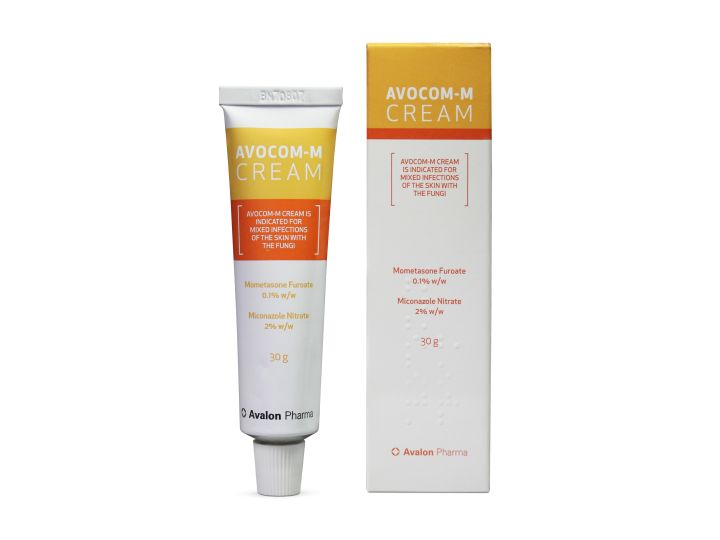 BN70807
AVOCOM-M
CREAM
AVOCOM-M CREAM IS
INDICATED FOR
MIXED INFECTIONS
OF THE SKIN WITH
THE FUNGI
Mometasone Furoate
0.1% w/w
Miconazole Nitrate
2% w/w
30 g
Avalon Pharma
AVOCOM-M
CREAM
AVOCOM-M CREAM
IS INDICATED FOR
MIXED INFECTIONS
OF THE SKIN WITH
THE FUNGI
Mometasone Furoate
0.1% w/w
Miconazole Nitrate
2% w/w
30 g
Avalon Pharma